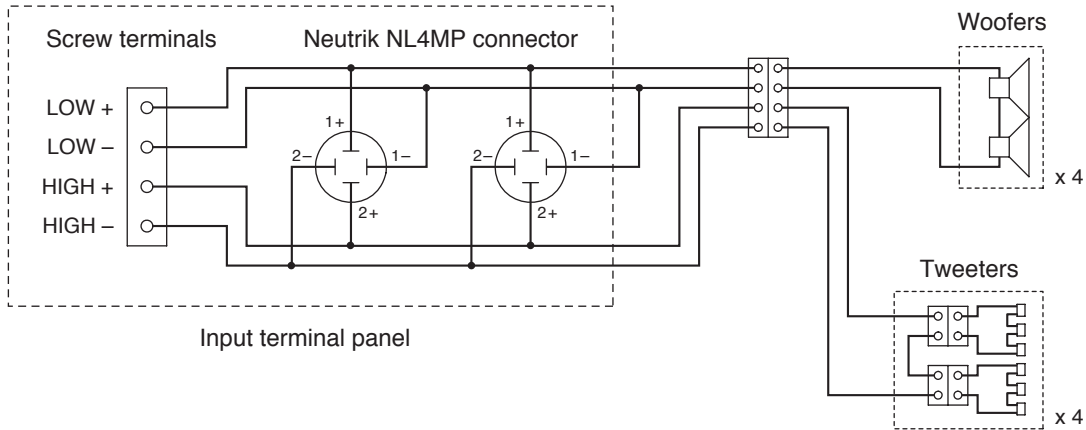 Woofers
Screw terminals
Neutrik NL4MP connector
LOW +
LOW –
HIGH +
HIGH –
1+
2–
1–
2+
1+
2–
1–
2+
x 4
Tweeters
Input terminal panel
x 4